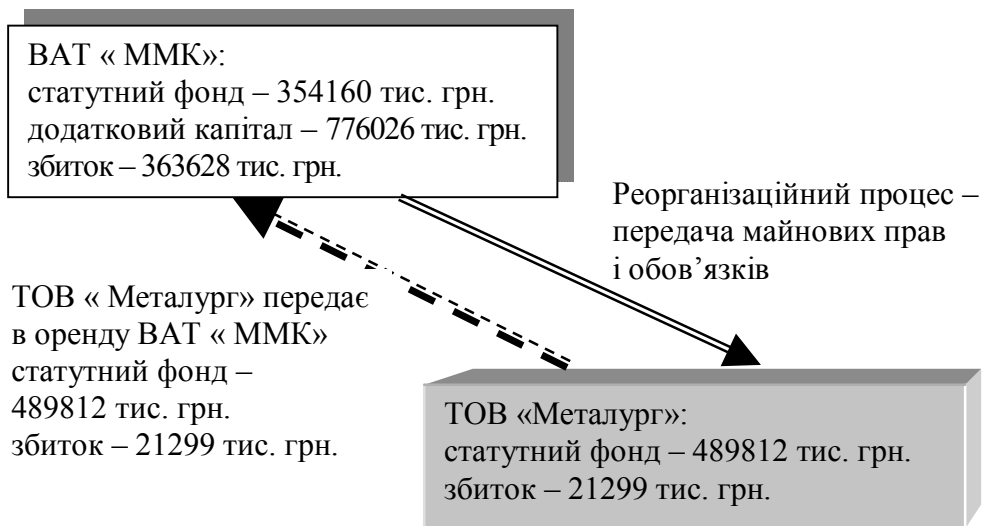 ВАТ « ММК»:
статутний фонд – 354160 тис. грн.
додатковий капітал – 776026 тис. грн.
збиток – 363628 тис. грн.
Реорганізаційний процес –
передача майнових прав
і обов’язків
ТОВ « Металург» передає
в оренду ВАТ « ММК»
статутний фонд –
489812 тис. грн.
збиток – 21299 тис. грн.
ТОВ «Металург»:
статутний фонд – 489812 тис. грн.
збиток – 21299 тис. грн.